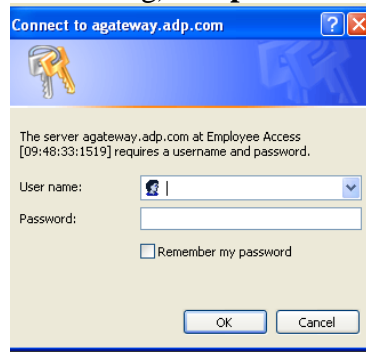 Connect to agateway.adp.com
The server agateway.adp.com at Employee Access
[09:48:33:1519] requires a username and password.
User name:
Password:
Remember my password
OK Cancel